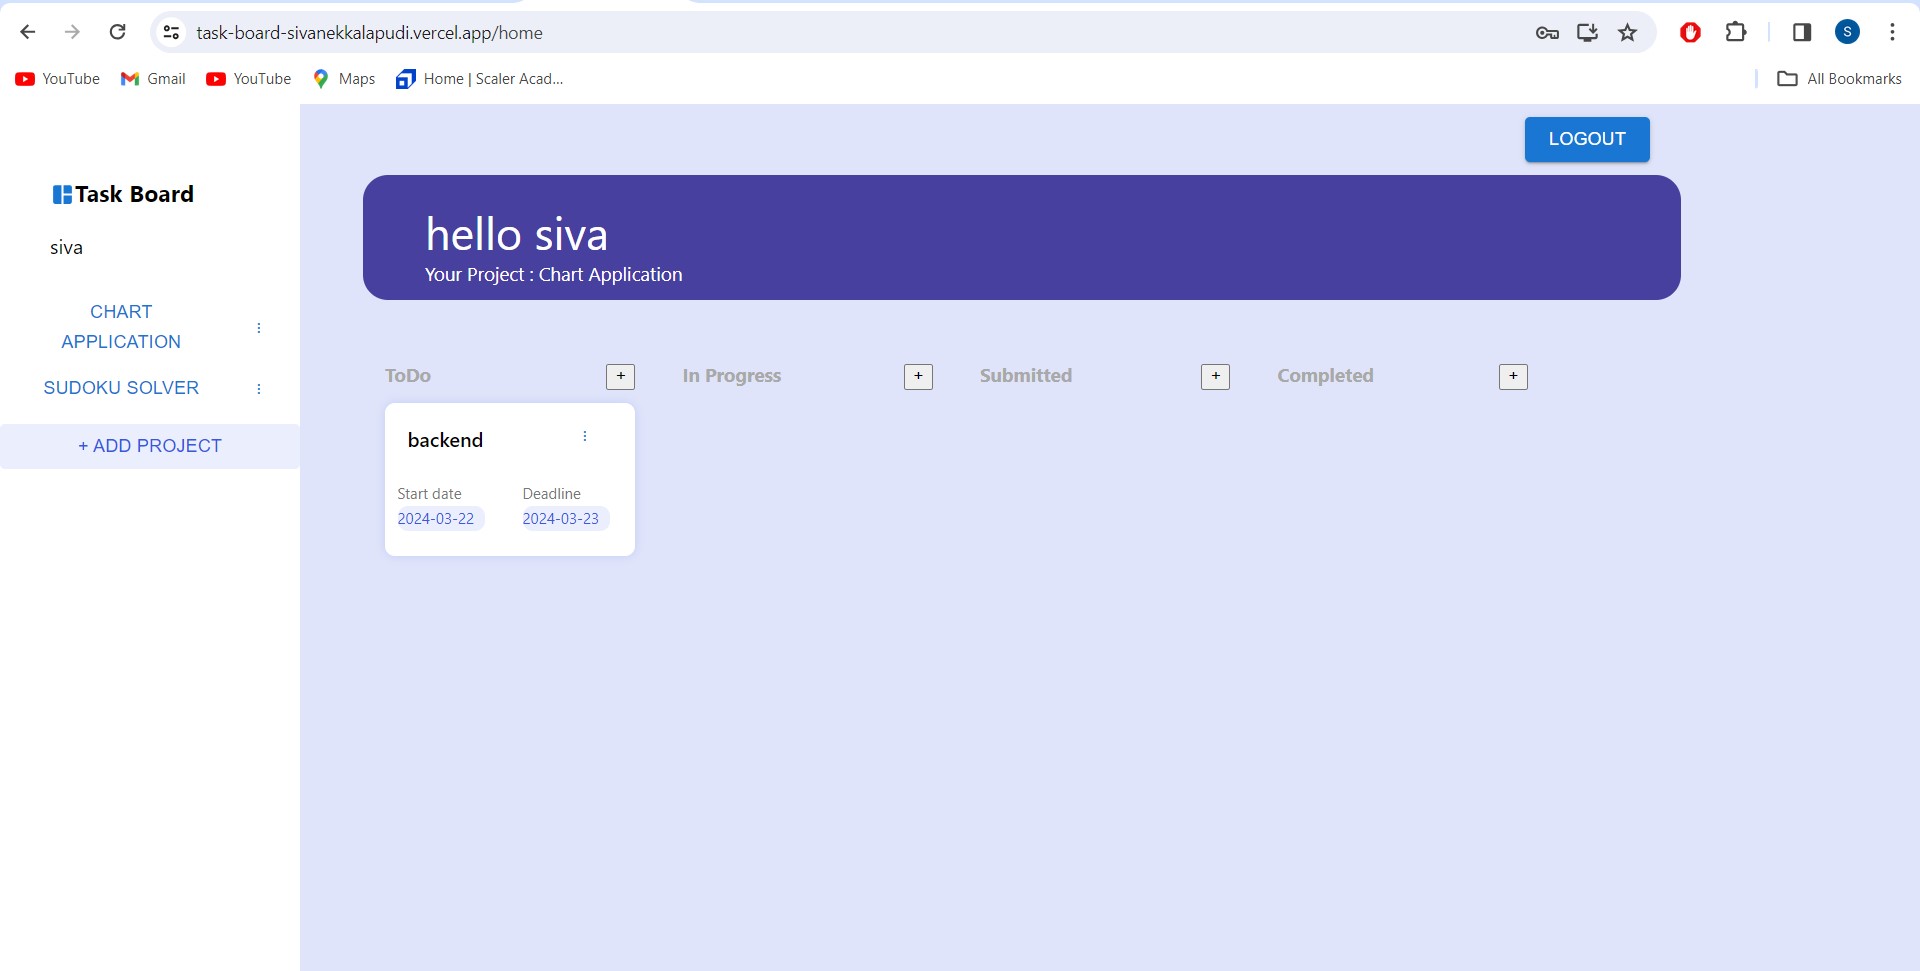 task-board-sivanekkalapudi.vercel.app/home
S
YouTube
Gmail
YouTube
Maps
Home | Scaler Acad...
All Bookmarks
LOGOUT
Task Board
siva
CHART
APPLICATION
SUDOKU SOLVER
+ ADD PROJECT
hello siva
Your Project : Chart Application
ToDo + In Progress + Submitted + Completed +
backend
Start date Deadline
2024-03-22 2024-03-23